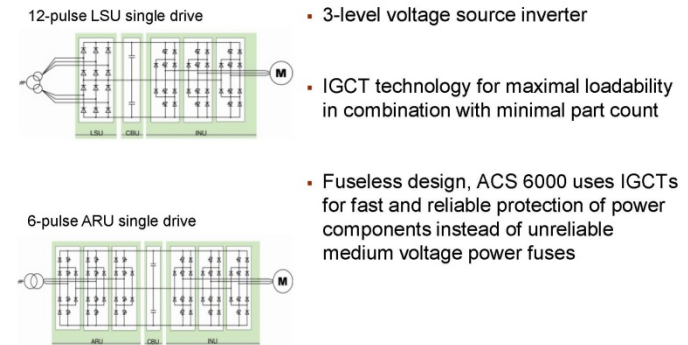 12-pulse LSU single drive
LSU
CBU
INU
M
6-pulse ARU single drive
ARU
CBU
INU
M
3-level voltage source inverter
IGCT technology for maximal loadability
in combination with minimal part count
Fuseless design, ACS 6000 uses IGCTs
for fast and reliable protection of power
components instead of unreliable
medium voltage power fuses